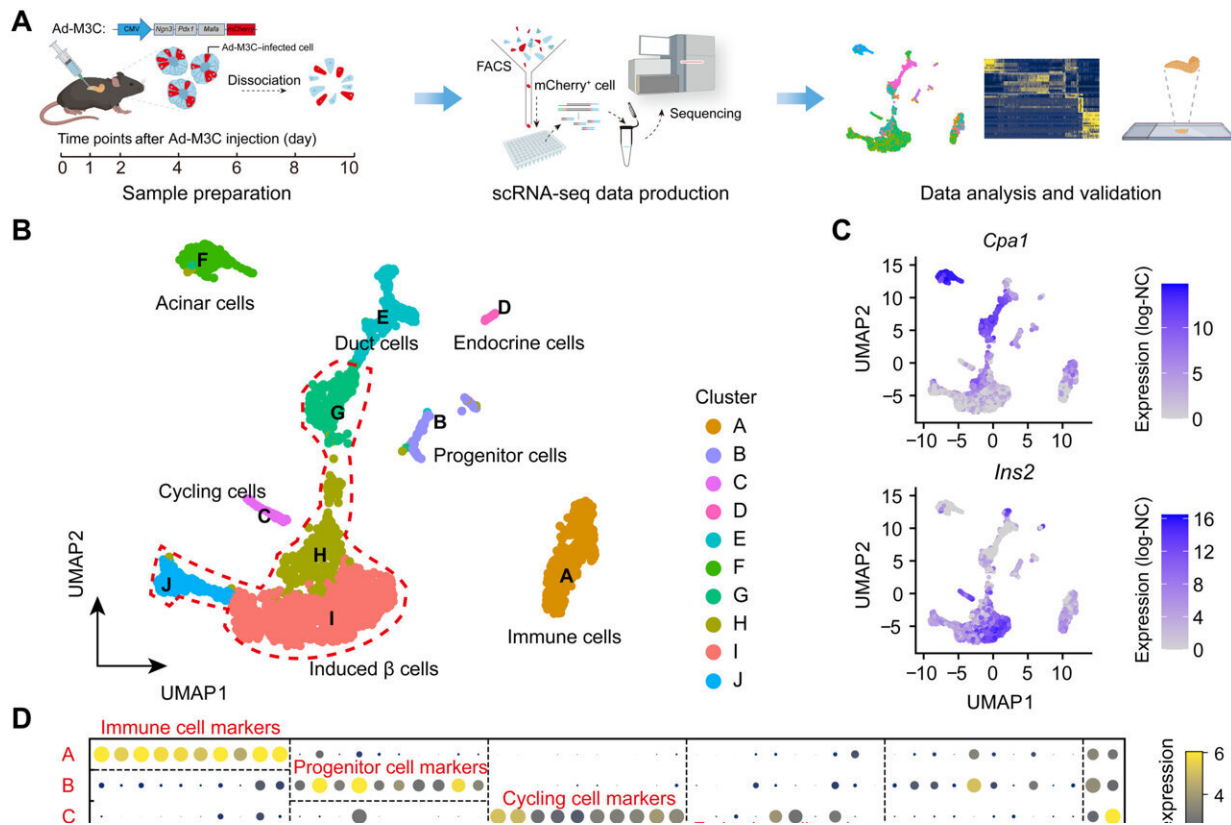 A
Ad-M3C:
CMV
Ngn3
Pdx1
Mafa
mCherry
Ad-M3C–infected cell
Dissociation
Time points after Ad-M3C injection (day)
0 1 2 4 6 8 10
Sample preparation
FACS
mCherry⁺ cell
Sequencing
scRNA-seq data production
Data analysis and validation
B
F
Acinar cells
E
Duct cells
D
Endocrine cells
G
B
Progenitor cells
Cycling cells
C
H
J
I
A
Immune cells
Induced β cells
UMAP2
UMAP1
Cluster
A
B
C
D
E
F
G
H
I
J
C
Cpa1
15
10
5
0
−5
UMAP2
−10 −5 0 5 10
Expression (log-NC)
10
5
0
Ins2
15
10
5
0
−5
UMAP2
−10 −5 0 5 10
UMAP1
Expression (log-NC)
16
12
8
4
0
D
Immune cell markers
A
Progenitor cell markers
B
Cycling cell markers
C
6
4